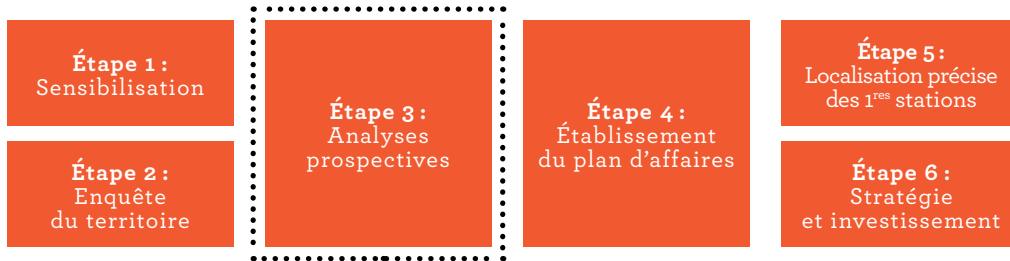 Étape 1 :
Sensibilisation
Étape 2 :
Enquête
du territoire
Étape 3 :
Analyses
prospectives
Étape 4 :
Établissement
du plan d’affaires
Étape 5 :
Localisation précise
des 1res stations
Étape 6 :
Stratégie
et investissement